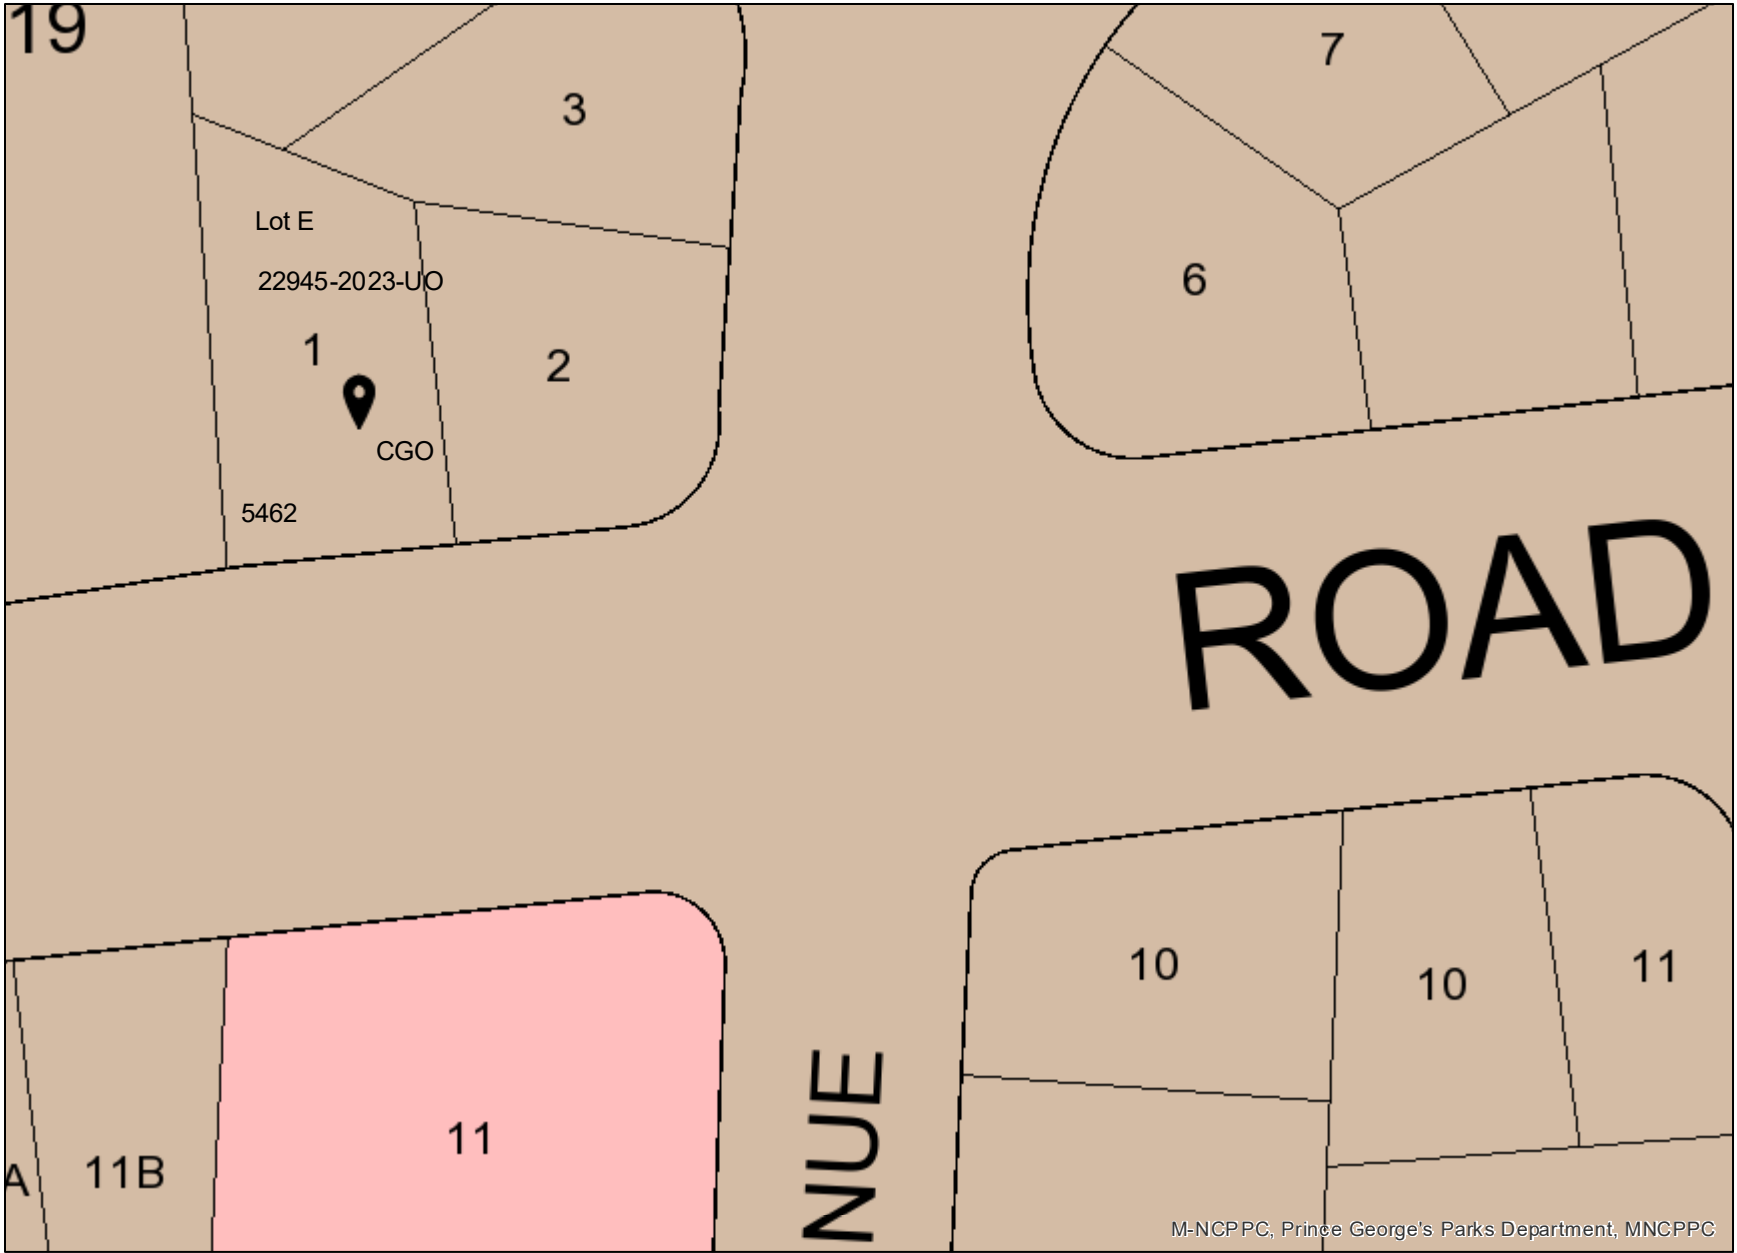 19
3
7
Lot E
22945-2023-UO
6
1
2
CGO
5462
ROAD
10
10
11
11
11B
A
NUE
M-NCPPC, Prince George's Parks Department, MNCPPC